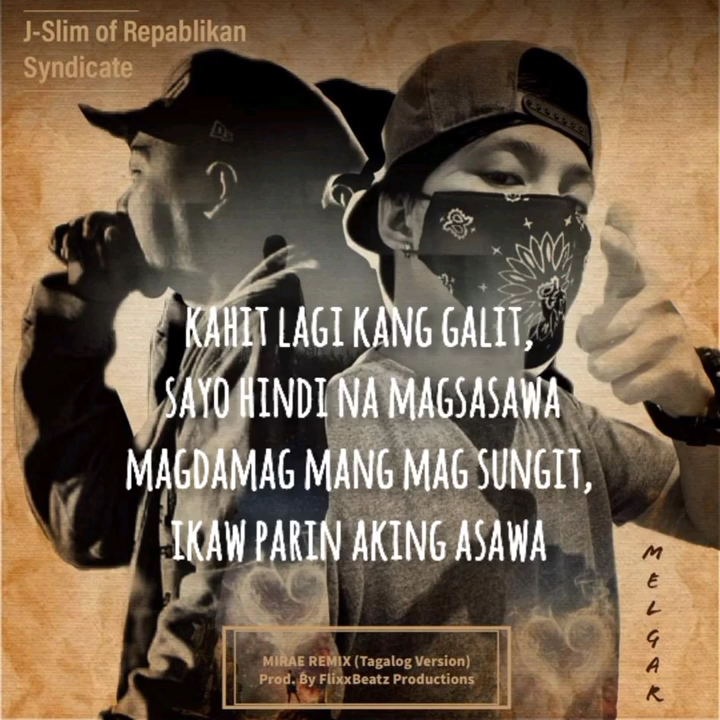 J-Slim of Repablikan
Syndicate
KAHIT LAGI KANG GALIT,
SAYO HINDI NA MAGSASAWA
MAGDAMAG MANG MAG SUNGIT,
IKAW PARIN AKING ASAWA
MIRAE REMIX (Tagalog Version)
Prod. By FlixxBeatz Productions
MELGAR